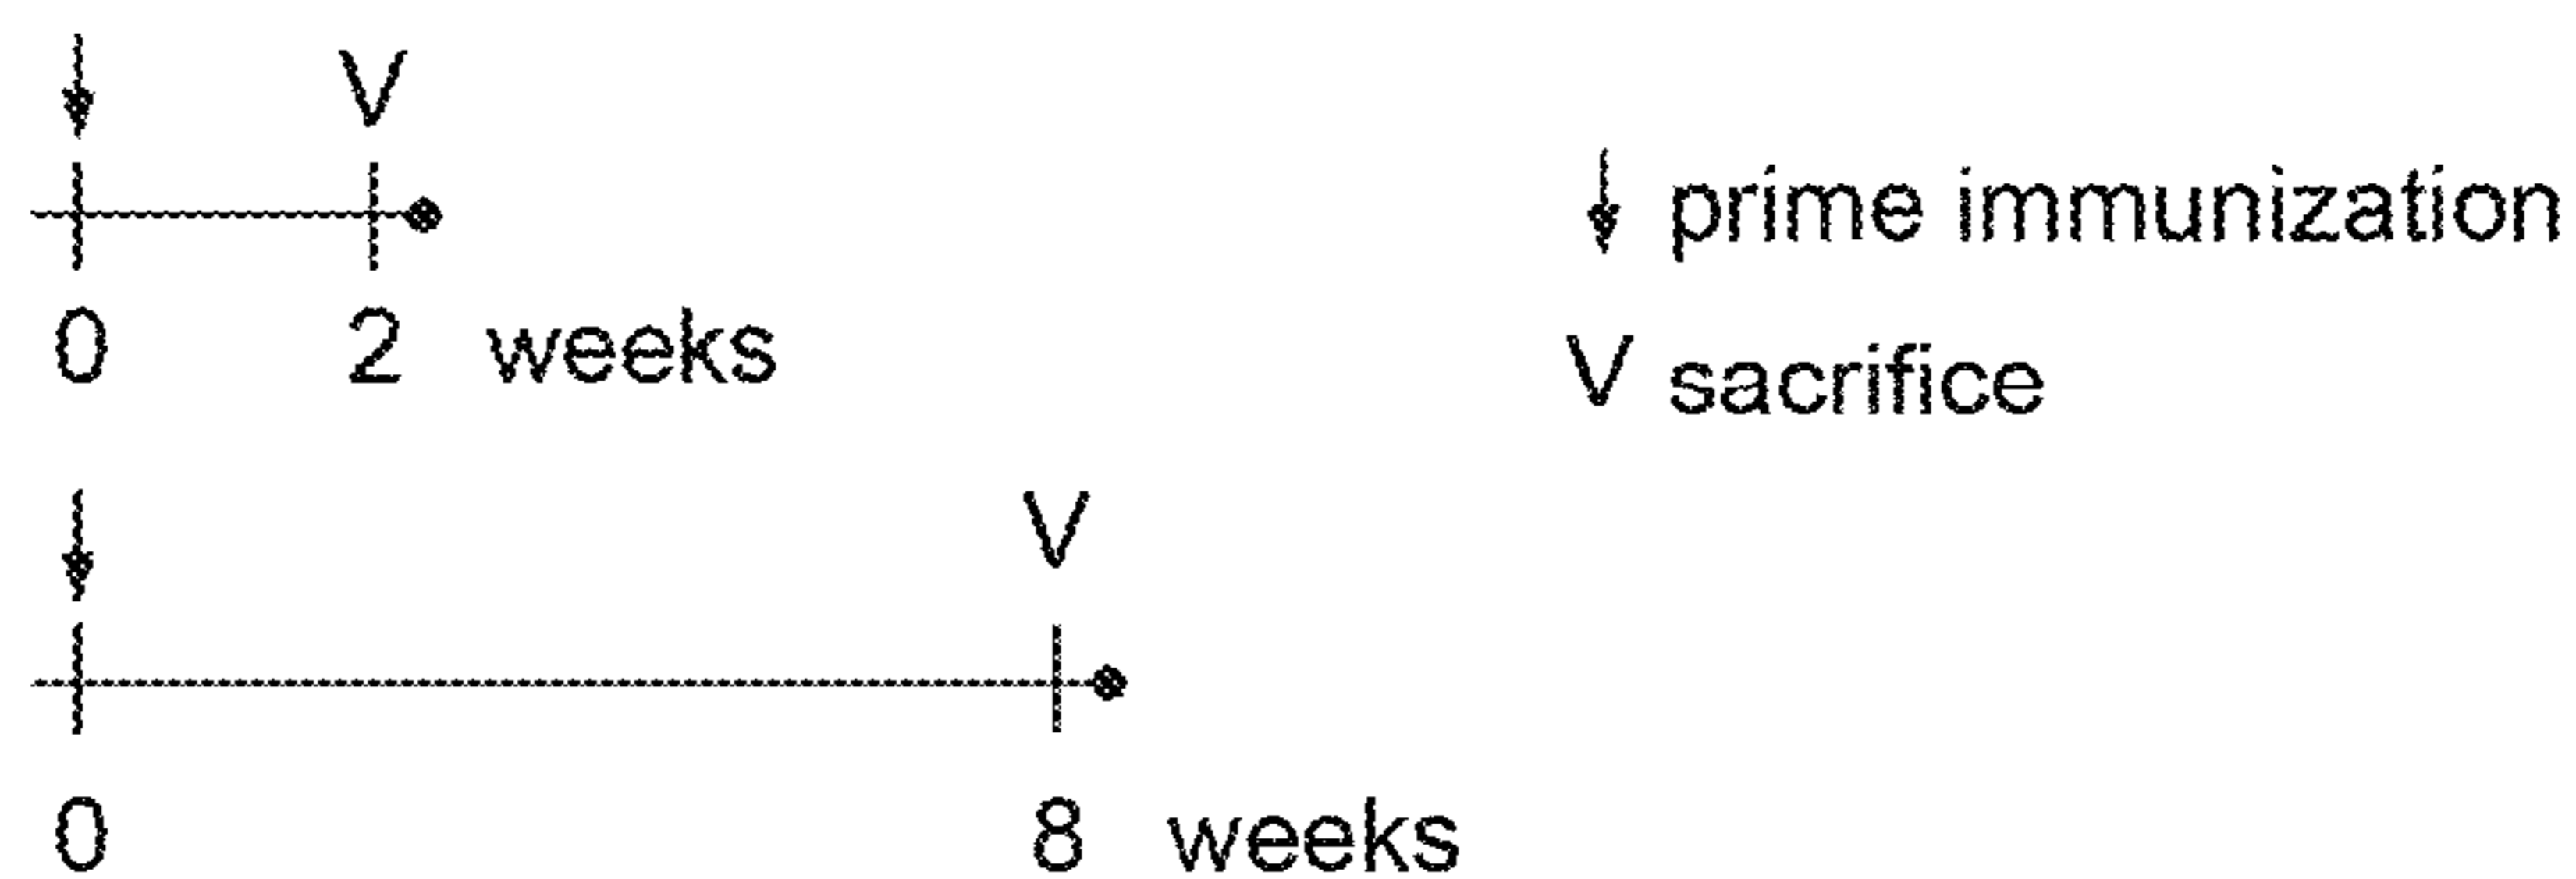 V
0 2 weeks
prime immunization
V sacrifice
V
0 8 weeks